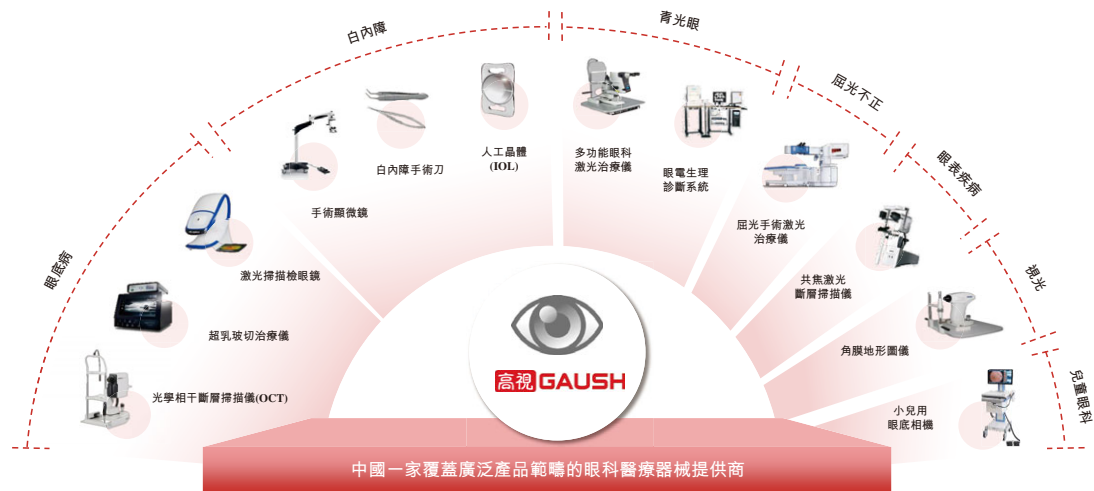 眼底病
白內障
青光眼
屈光不正
眼表疾病
視光
兒童眼科
光學相干斷層掃描儀(OCT)
超乳玻切治療儀
激光掃描檢眼鏡
手術顯微鏡
白內障手術刀
人工晶體
(IOL)
多功能眼科
激光治療儀
眼電生理
診斷系統
屈光手術激光
治療儀
共焦激光
斷層掃描儀
角膜地形圖儀
小兒用
眼底相機
高視 GAUSH
中國一家覆蓋廣泛產品範疇的眼科醫療器械提供商